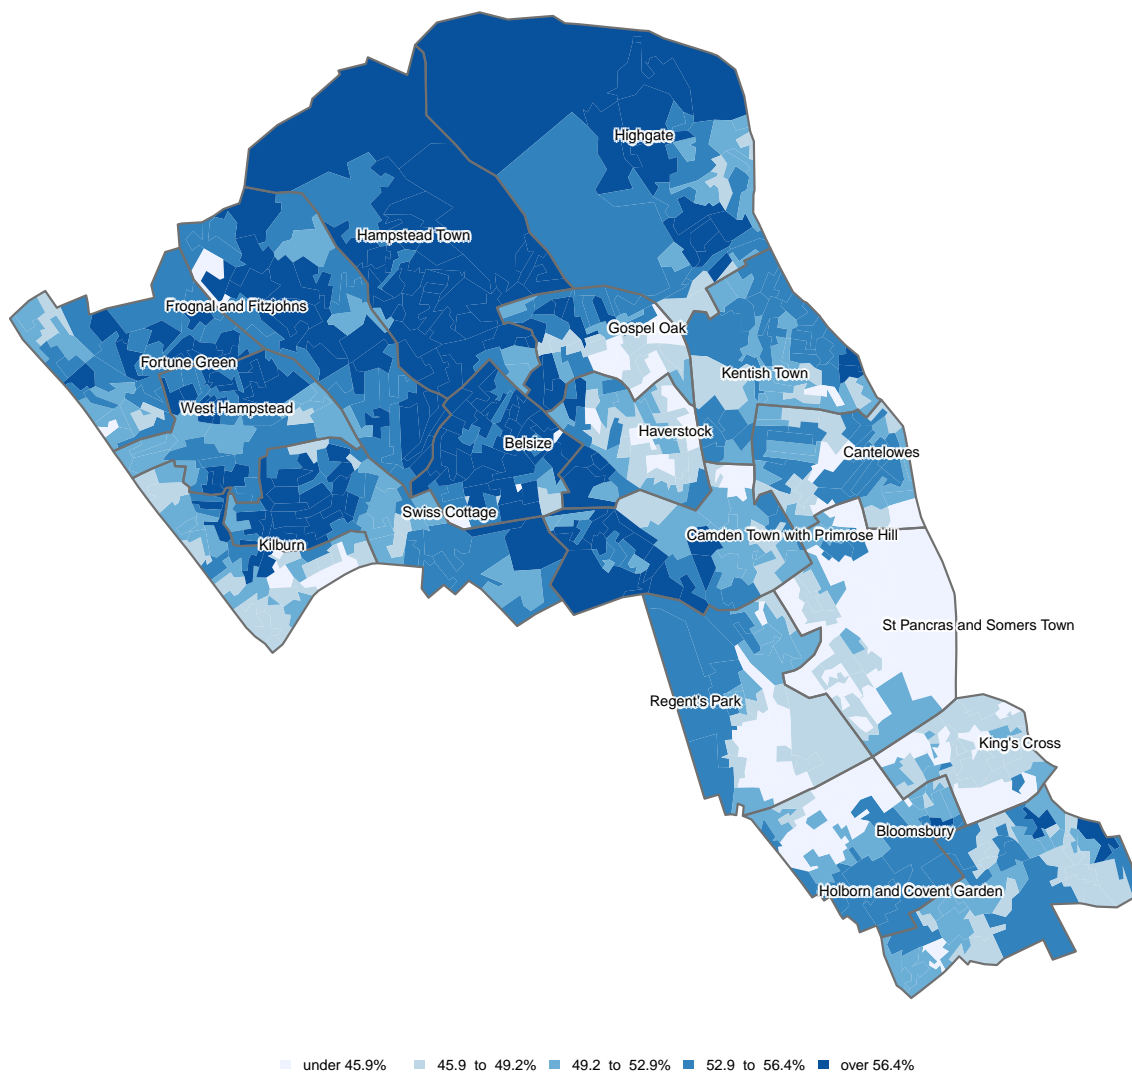 Highgate
Hampstead Town
Frognal and Fitzjohns
Gospel Oak
Fortune Green
Kentish Town
West Hampstead
Haverstock
Belsize
Cantelowes
Swiss Cottage
Camden Town with Primrose Hill
Kilburn
St Pancras and Somers Town
Regent's Park
King's Cross
Bloomsbury
Holborn and Covent Garden
under 45.9% 45.9 to 49.2% 49.2 to 52.9% 52.9 to 56.4% over 56.4%